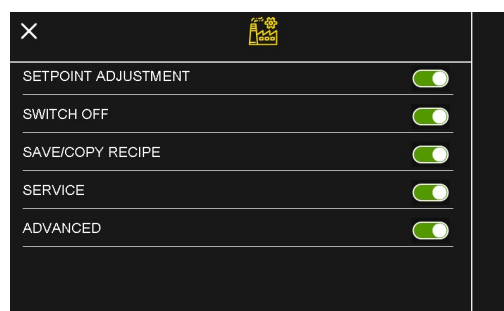 SETPOINT ADJUSTMENT
SWITCH OFF
SAVE/COPY RECIPE
SERVICE
ADVANCED